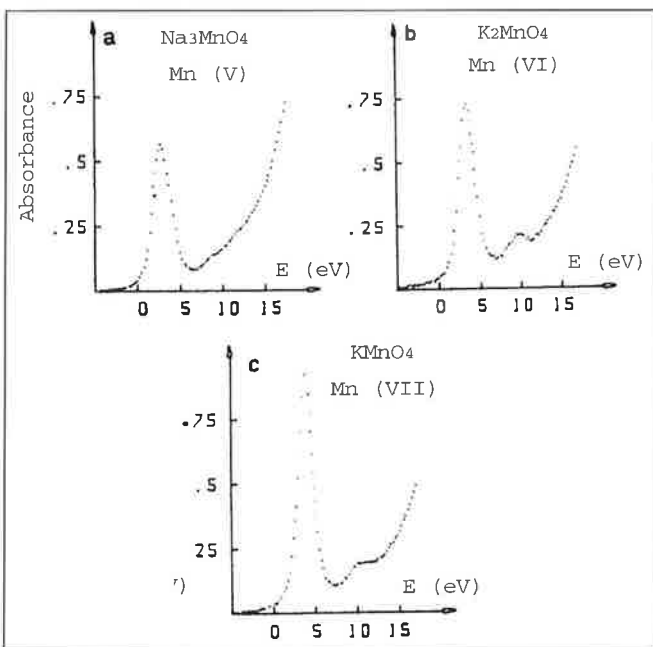 a
Na3MnO4
Mn (V)
Absorbance
.75
.5
.25
E (eV)
0 5 10 15
b
K2MnO4
Mn (VI)
.75
.5
.25
E (eV)
0 5 10 15
c
KMnO4
Mn (VII)
.75
.5
25
E (eV)
0 5 10 15